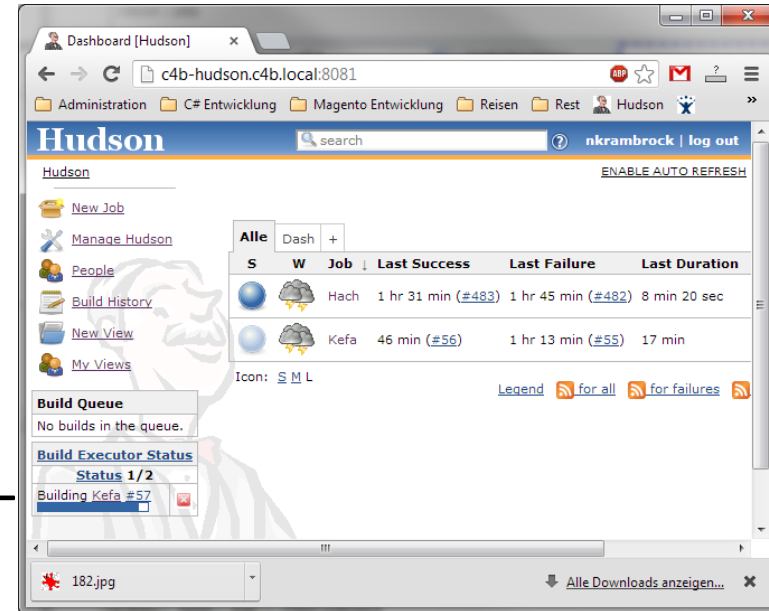 Dashboard [Hudson]
c4b-hudson.c4b.local:8081
ABP
?
Administration C# Entwicklung Magento Entwicklung Reisen Rest Hudson »
Hudson search ? nkrambrock | log out
Hudson ENABLE AUTO REFRESH
New Job
Manage Hudson
People
Build History
New View
My Views
Alle Dash +
S W Job ↓ Last Success Last Failure Last Duration
Hach 1 hr 31 min (#483) 1 hr 45 min (#482) 8 min 20 sec
Kefa 46 min (#56) 1 hr 13 min (#55) 17 min
Icon: S M L
Legend for all for failures
Build Queue
No builds in the queue.
Build Executor Status
Status 1/2
Building Kefa #57
182.jpg
Alle Downloads anzeigen...